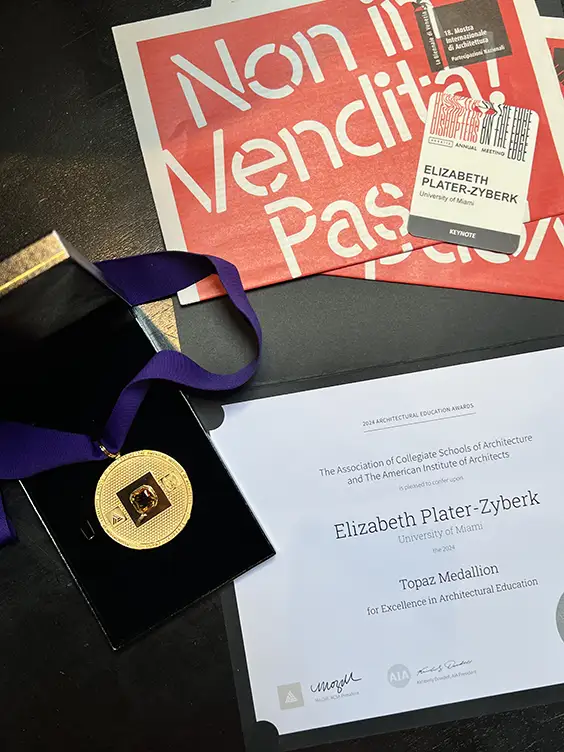 Non in
Vendita!
Pas
La Biennale di Venezia
18. Mostra
Internazionale
di Architettura
Partecipazioni Nazionali
DISRUPTERS
ON THE EDGE
ANNUAL MEETING
ELIZABETH
PLATER-ZYBERK
University of Miami
KEYNOTE
2024 ARCHITECTURAL EDUCATION AWARDS
The Association of Collegiate Schools of Architecture
and The American Institute of Architects
is pleased to confer upon
Elizabeth Plater-Zyberk
University of Miami
the 2024
Topaz Medallion
for Excellence in Architectural Education
AIA